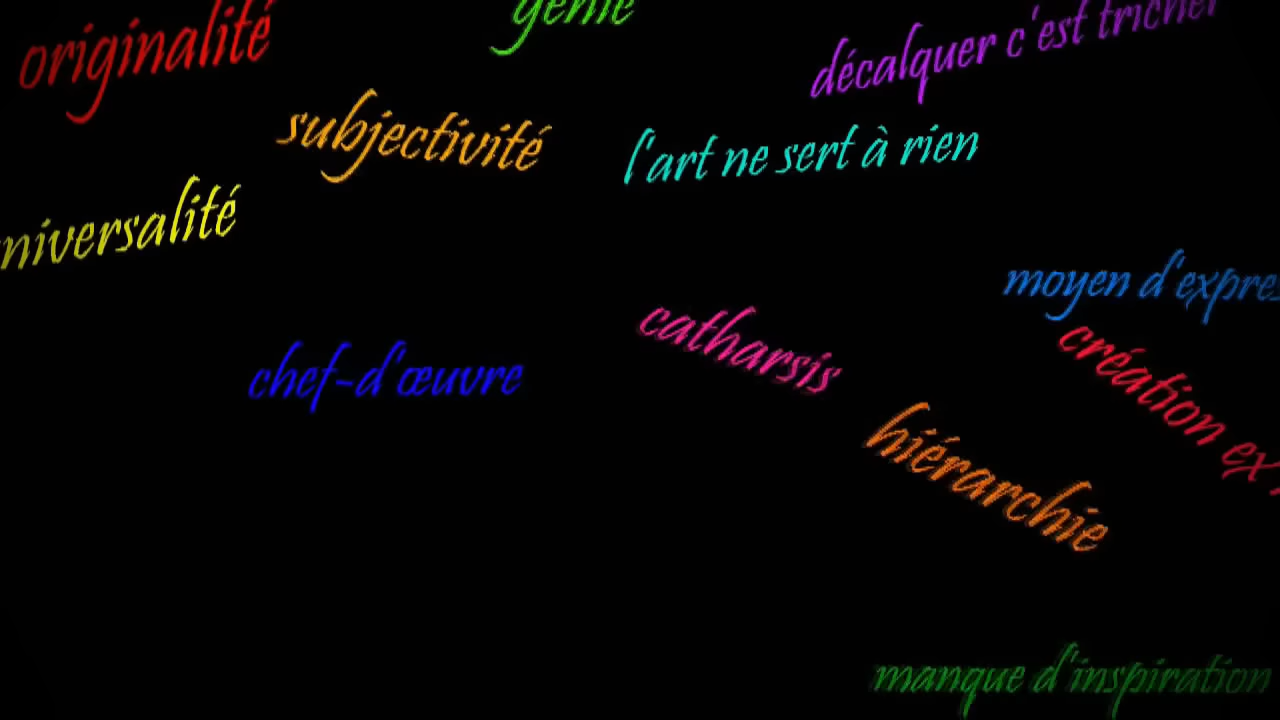 originalité
génie
décalquer c'est tricher
subjectivité
l'art ne sert à rien
niversalité
moyen d'expres
catharsis
création ex
chef-d'œuvre
hiérarchie
manque d'inspiration